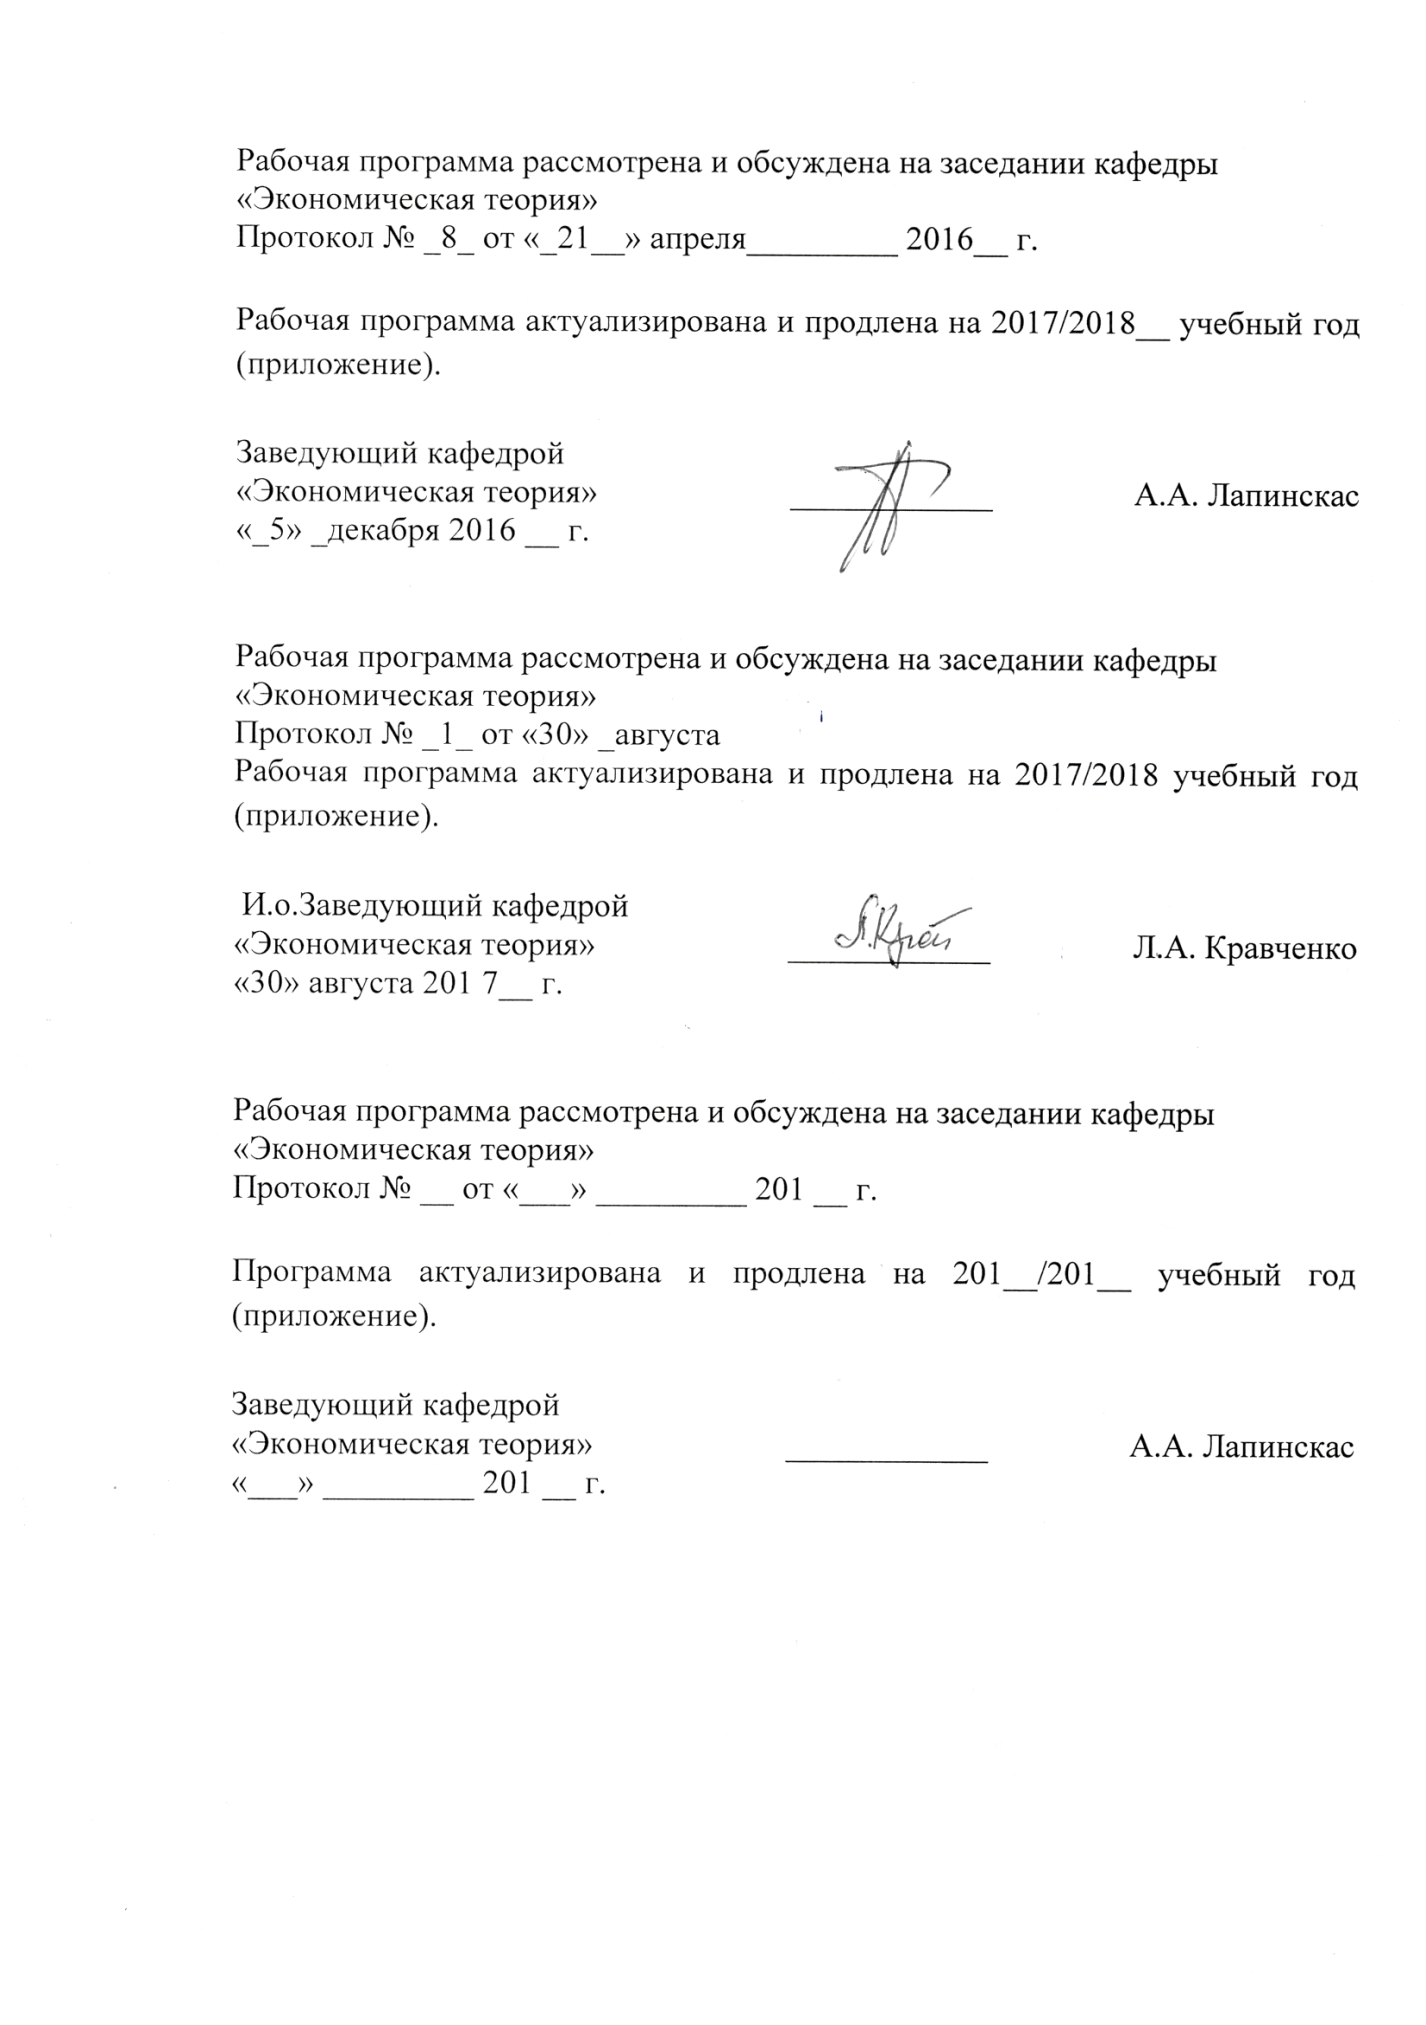 Рабочая программа рассмотрена и обсуждена на заседании кафедры
«Экономическая теория»
Протокол № _8_ от «_21__» апреля_________ 2016__ г.
Рабочая программа актуализирована и продлена на 2017/2018__ учебный год
(приложение).
Заведующий кафедрой
«Экономическая теория» ____________ А.А. Лапинскас
«_5» _декабря 2016 __ г.
Рабочая программа рассмотрена и обсуждена на заседании кафедры
«Экономическая теория»
Протокол № _1_ от «30» _августа
Рабочая программа актуализирована и продлена на 2017/2018 учебный год
(приложение).
И.о.Заведующий кафедрой
«Экономическая теория» ____________ Л.А. Кравченко
«30» августа 201 7__ г.
Рабочая программа рассмотрена и обсуждена на заседании кафедры
«Экономическая теория»
Протокол № __ от «___» _________ 201 __ г.
Программа актуализирована и продлена на 201__/201__ учебный год
(приложение).
Заведующий кафедрой
«Экономическая теория» ____________ А.А. Лапинскас
«___» _________ 201 __ г.